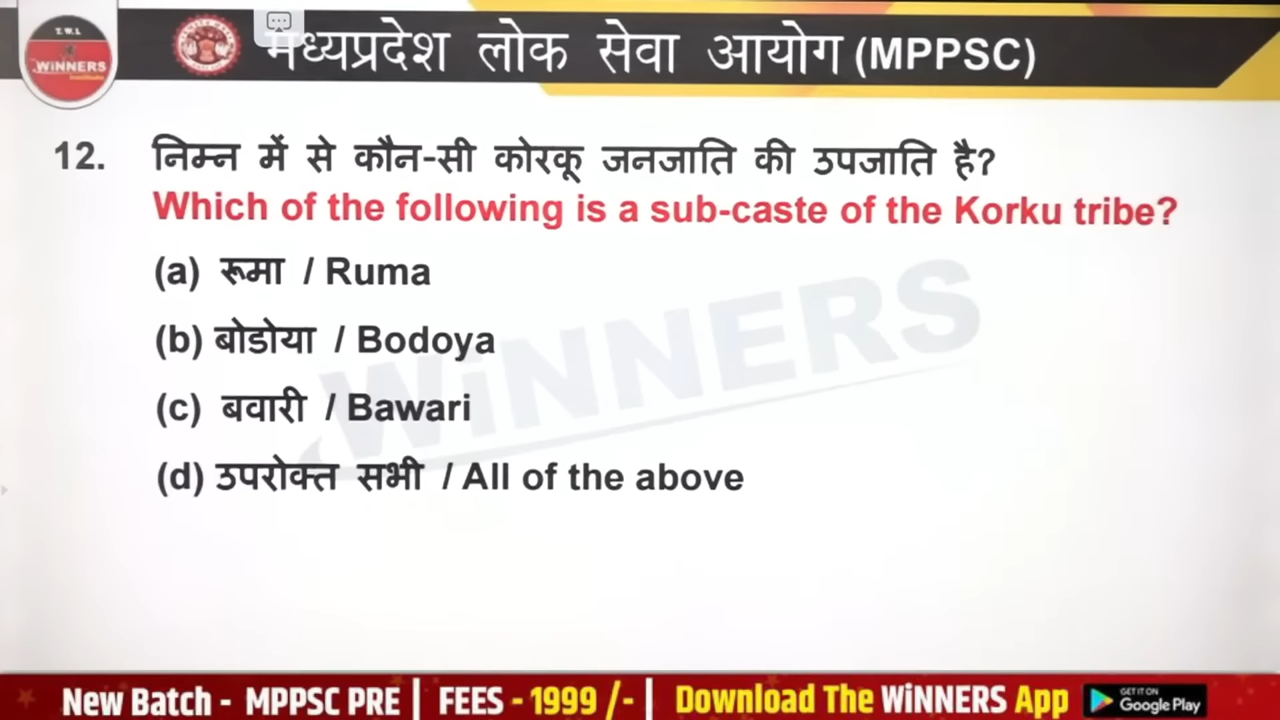 T.W.I.
WiNNERS
मध्यप्रदेश लोक सेवा आयोग (MPPSC)
12. निम्न में से कौन-सी कोरकू जनजाति की उपजाति है?
Which of the following is a sub-caste of the Korku tribe?
(a) रूमा / Ruma
(b) बोडोया / Bodoya
(c) बवारी / Bawari
(d) उपरोक्त सभी / All of the above
WiNNERS
New Batch - MPPSC PRE | FEES - 1999 /- | Download The WiNNERS App
GET IT ON
Google Play